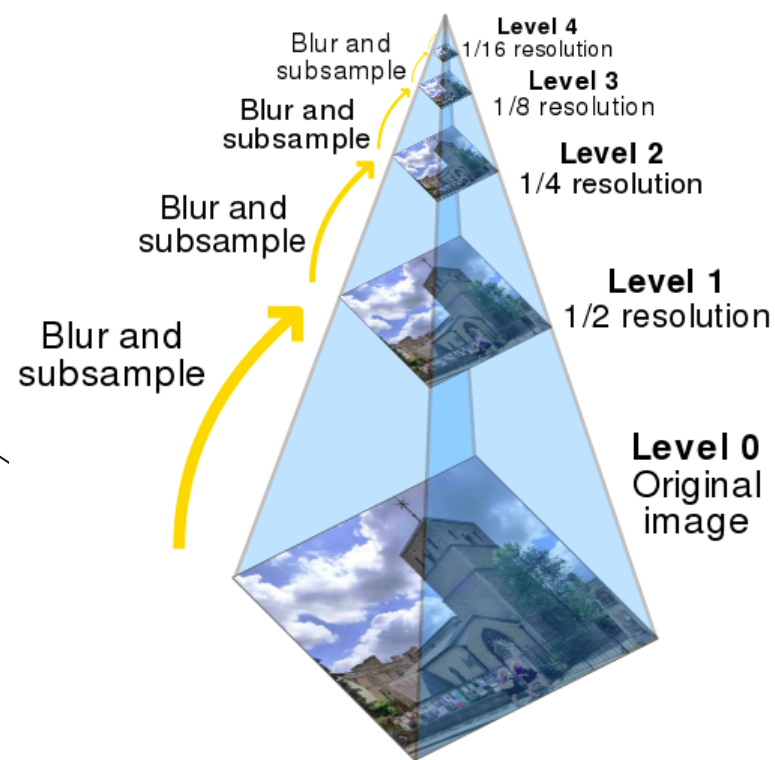 Level 4
1/16 resolution
Blur and
subsample
Level 3
1/8 resolution
Blur and
subsample
Level 2
1/4 resolution
Blur and
subsample
Level 1
1/2 resolution
Blur and
subsample
Level 0
Original
image